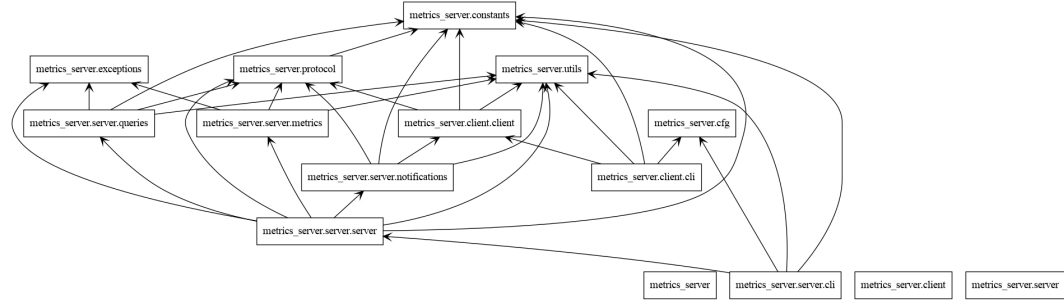 metrics_server.constants
metrics_server.exceptions
metrics_server.protocol
metrics_server.utils
metrics_server.server.queries
metrics_server.server.metrics
metrics_server.client.client
metrics_server.cfg
metrics_server.server.notifications
metrics_server.client.cli
metrics_server.server.server
metrics_server
metrics_server.server.cli
metrics_server.client
metrics_server.server